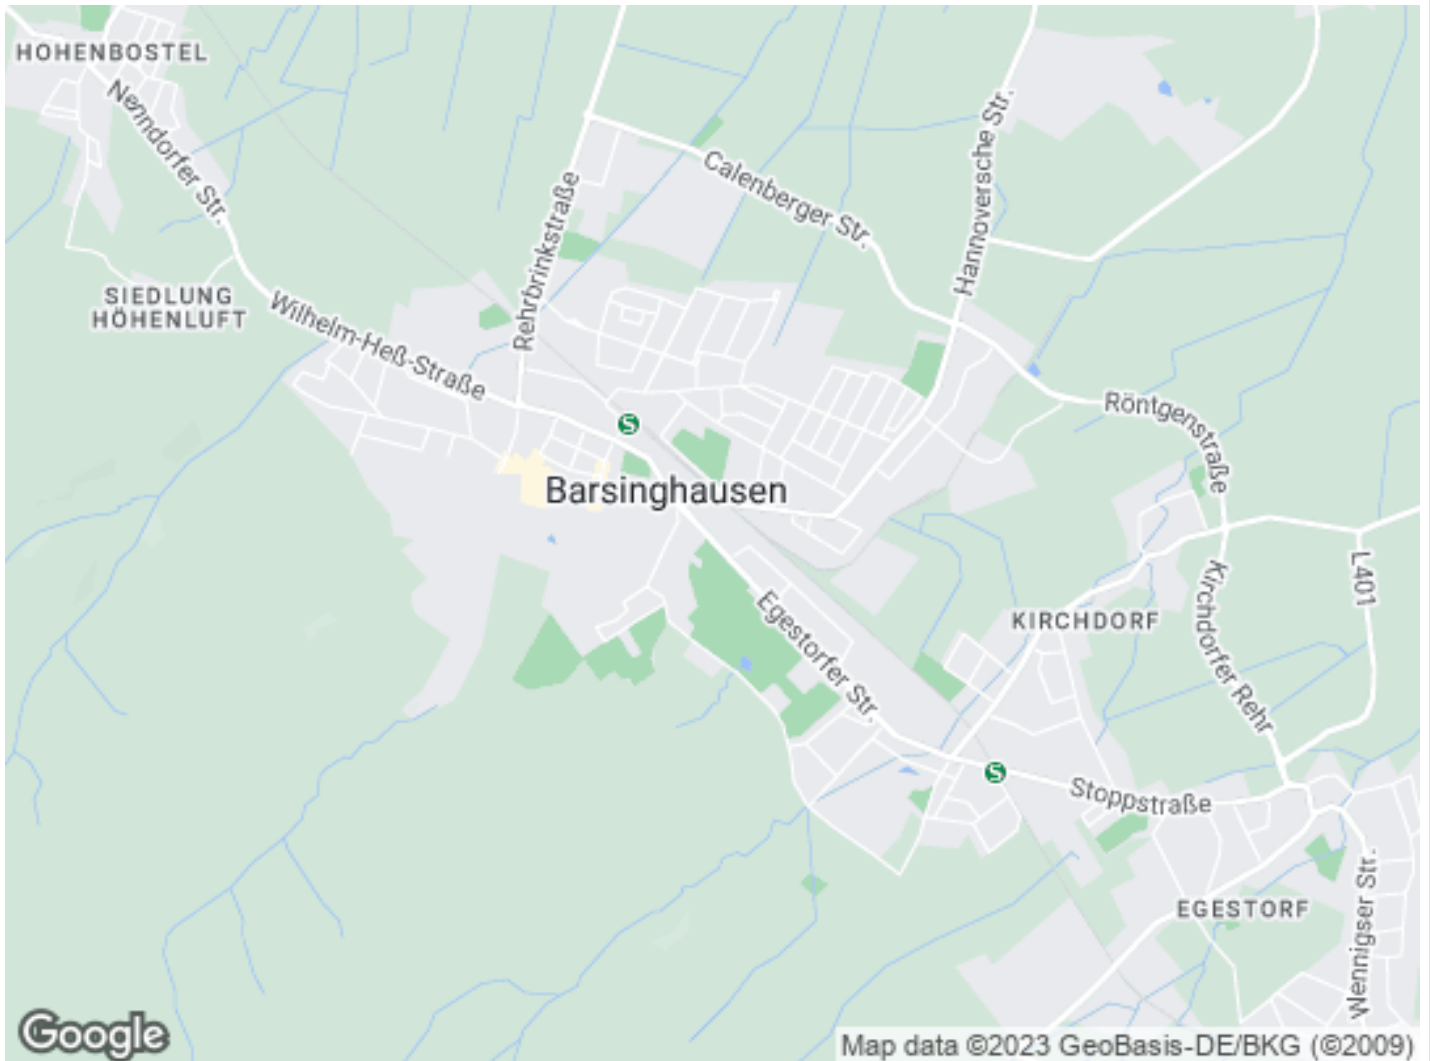 HOHENBOSTEL
Nenndorfer Str.
Hannoversche Str.
Calenberger Str.
Rehrbrinkstraße
SIEDLUNG
HÖHENLUFT
Wilhelm-Heß-Straße
Röntgenstraße
S
Barsinghausen
L401
Kirchdorfer Rehr
KIRCHDORF
Egestorfer Str.
S
Stoppstraße
EGESTORF
Wennigser Str.
Google
Map data ©2023 GeoBasis-DE/BKG (©2009)